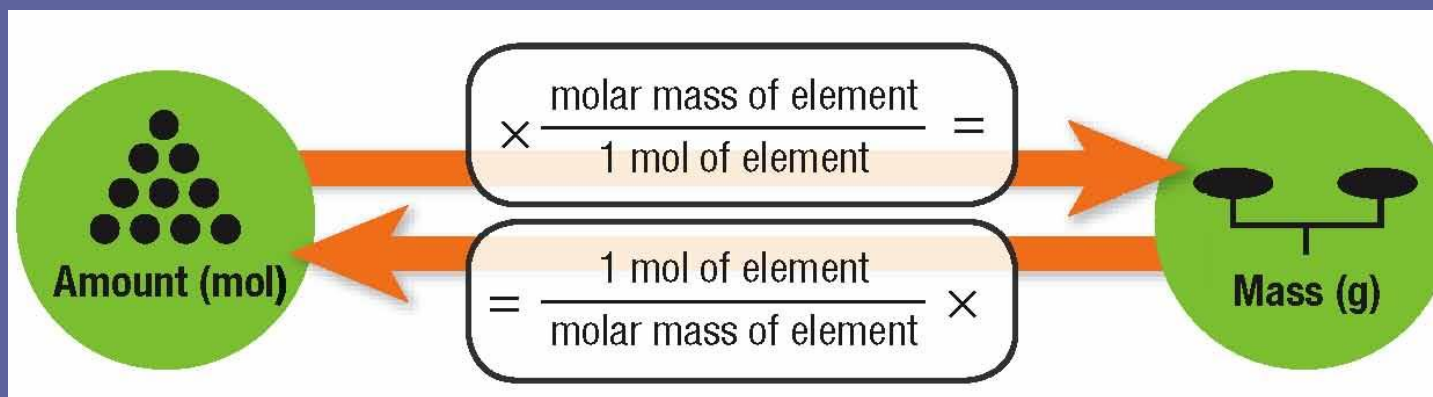 × molar mass of element =
1 mol of element
Amount (mol)
= 1 mol of element ×
molar mass of element
Mass (g)